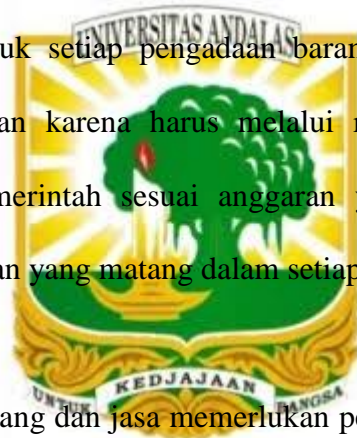 UNIVERSITAS ANDALAS
uk setiap pengadaan baran
an karena harus melalui
merintah sesuai anggaran
an yang matang dalam setiap
UNTUK KEDJAJAAN BANGSA
ang dan jasa memerlukan pe